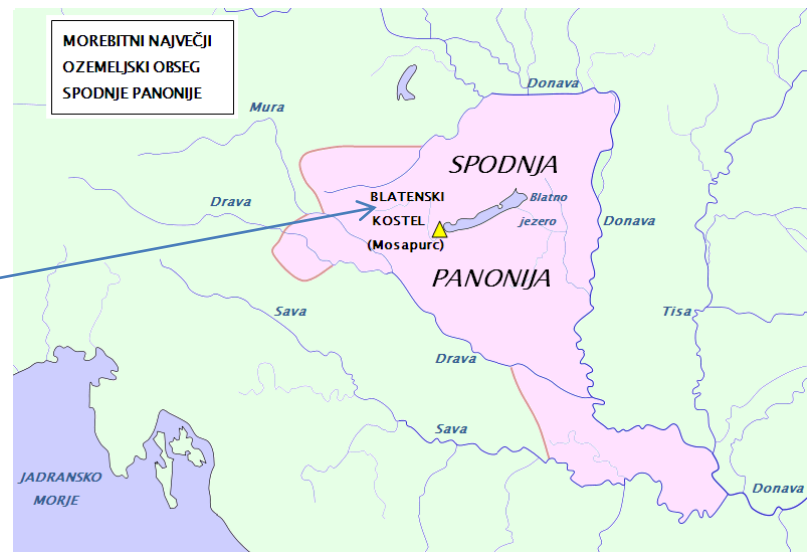 MOREBITNI NAJVEČJI
OZEMELJSKI OBSEG
SPODNJE PANONIJE
Donava
Mura
SPODNJA
BLATENSKI
Blatno
Drava
KOSTEL
jezero
Donava
(Mosapurc)
PANONIJA
Sava
Tisa
Drava
Sava
JADRANSKO
MORJE
Donava